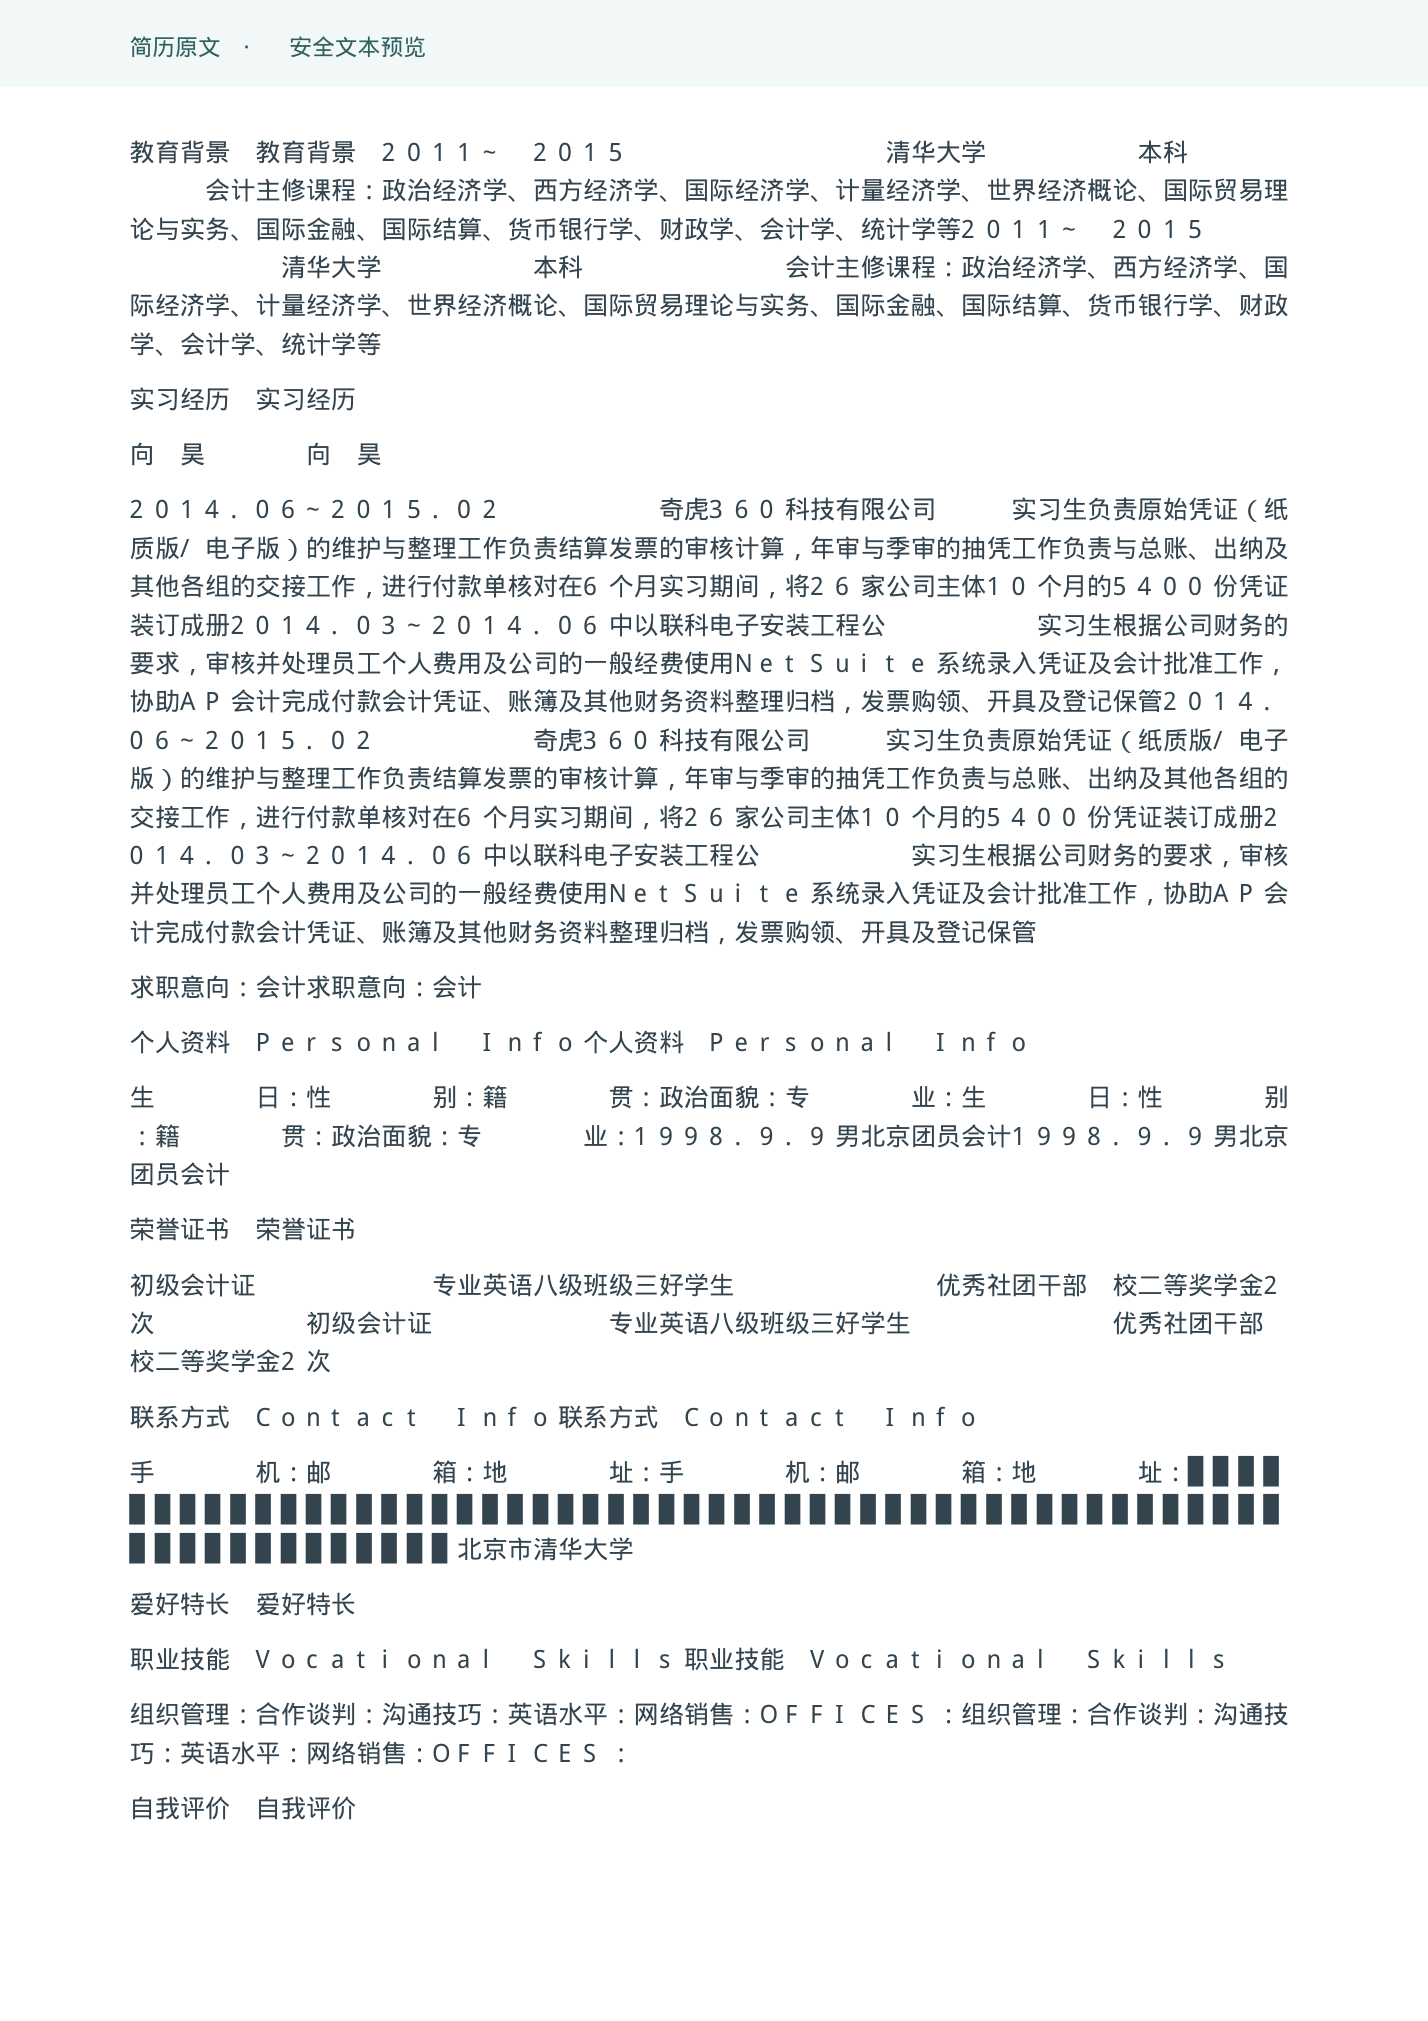 简历原文 · 安全文本预览
教育背景 教育背景 2011~ 2015 清华大学 本科
会计主修课程：政治经济学、西方经济学、国际经济学、计量经济学、世界经济概论、国际贸易理
论与实务、国际金融、国际结算、货币银行学、财政学、会计学、统计学等2011~ 2015
清华大学 本科 会计主修课程：政治经济学、西方经济学、国
际经济学、计量经济学、世界经济概论、国际贸易理论与实务、国际金融、国际结算、货币银行学、财政
学、会计学、统计学等
实习经历 实习经历
向 昊 向 昊
2014.06~2015.02 奇虎360科技有限公司 实习生负责原始凭证（纸
质版/电子版）的维护与整理工作负责结算发票的审核计算，年审与季审的抽凭工作负责与总账、出纳及
其他各组的交接工作，进行付款单核对在6个月实习期间，将26家公司主体10个月的5400份凭证
装订成册2014.03~2014.06中以联科电子安装工程公 实习生根据公司财务的
要求，审核并处理员工个人费用及公司的一般经费使用NetSuite系统录入凭证及会计批准工作，
协助AP会计完成付款会计凭证、账簿及其他财务资料整理归档，发票购领、开具及登记保管2014.
06~2015.02 奇虎360科技有限公司 实习生负责原始凭证（纸质版/电子
版）的维护与整理工作负责结算发票的审核计算，年审与季审的抽凭工作负责与总账、出纳及其他各组的
交接工作，进行付款单核对在6个月实习期间，将26家公司主体10个月的5400份凭证装订成册2
014.03~2014.06中以联科电子安装工程公 实习生根据公司财务的要求，审核
并处理员工个人费用及公司的一般经费使用NetSuite系统录入凭证及会计批准工作，协助AP会
计完成付款会计凭证、账簿及其他财务资料整理归档，发票购领、开具及登记保管
求职意向：会计求职意向：会计
个人资料 Personal Info个人资料 Personal Info
生 日：性 别：籍 贯：政治面貌：专 业：生 日：性 别
：籍 贯：政治面貌：专 业：1998.9.9男北京团员会计1998.9.9男北京
团员会计
荣誉证书 荣誉证书
初级会计证 专业英语八级班级三好学生 优秀社团干部 校二等奖学金2
次 初级会计证 专业英语八级班级三好学生 优秀社团干部
校二等奖学金2次
联系方式 Contact Info联系方式 Contact Info
手 机：邮 箱：地 址：手 机：邮 箱：地 址：
北京市清华大学
爱好特长 爱好特长
职业技能 Vocational Skills职业技能 Vocational Skills
组织管理：合作谈判：沟通技巧：英语水平：网络销售：OFFICES：组织管理：合作谈判：沟通技
巧：英语水平：网络销售：OFFICES：
自我评价 自我评价